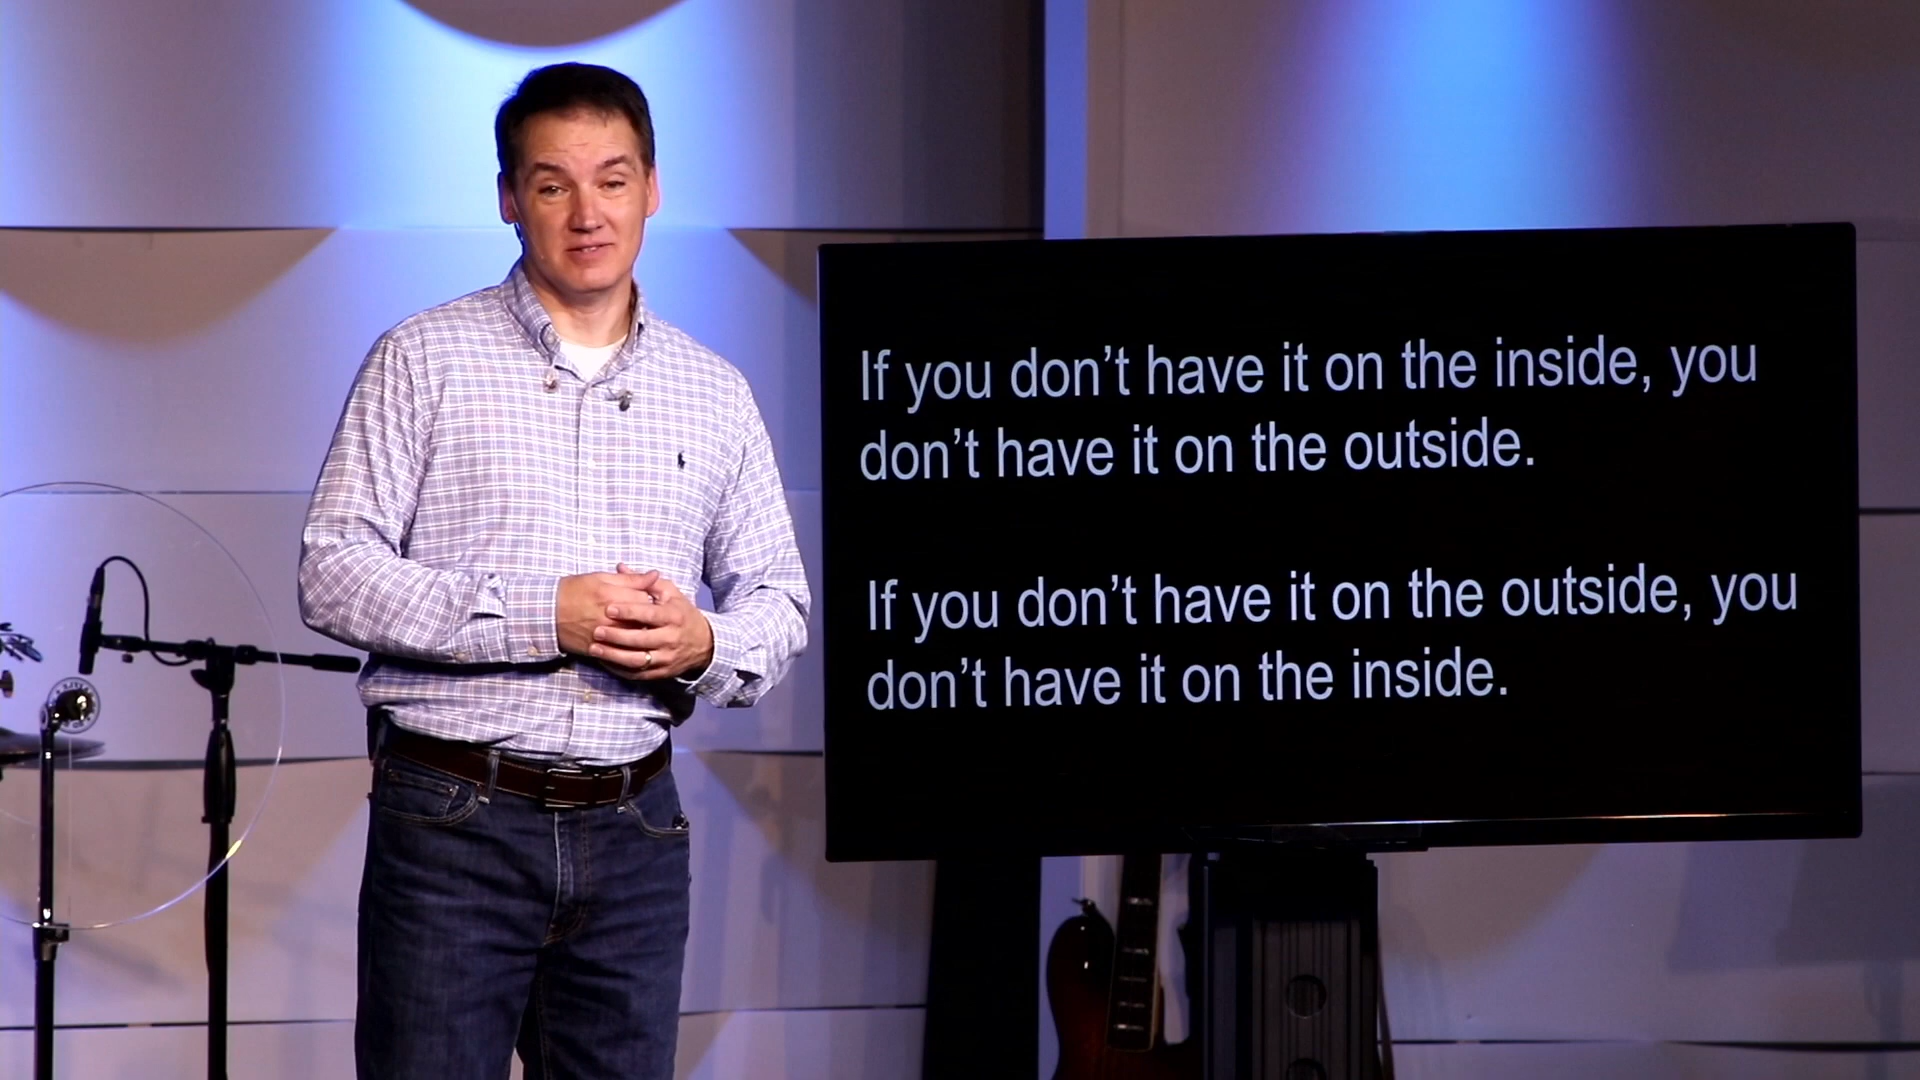 If you don’t have it on the inside, you
don’t have it on the outside.
If you don’t have it on the outside, you
don’t have it on the inside.